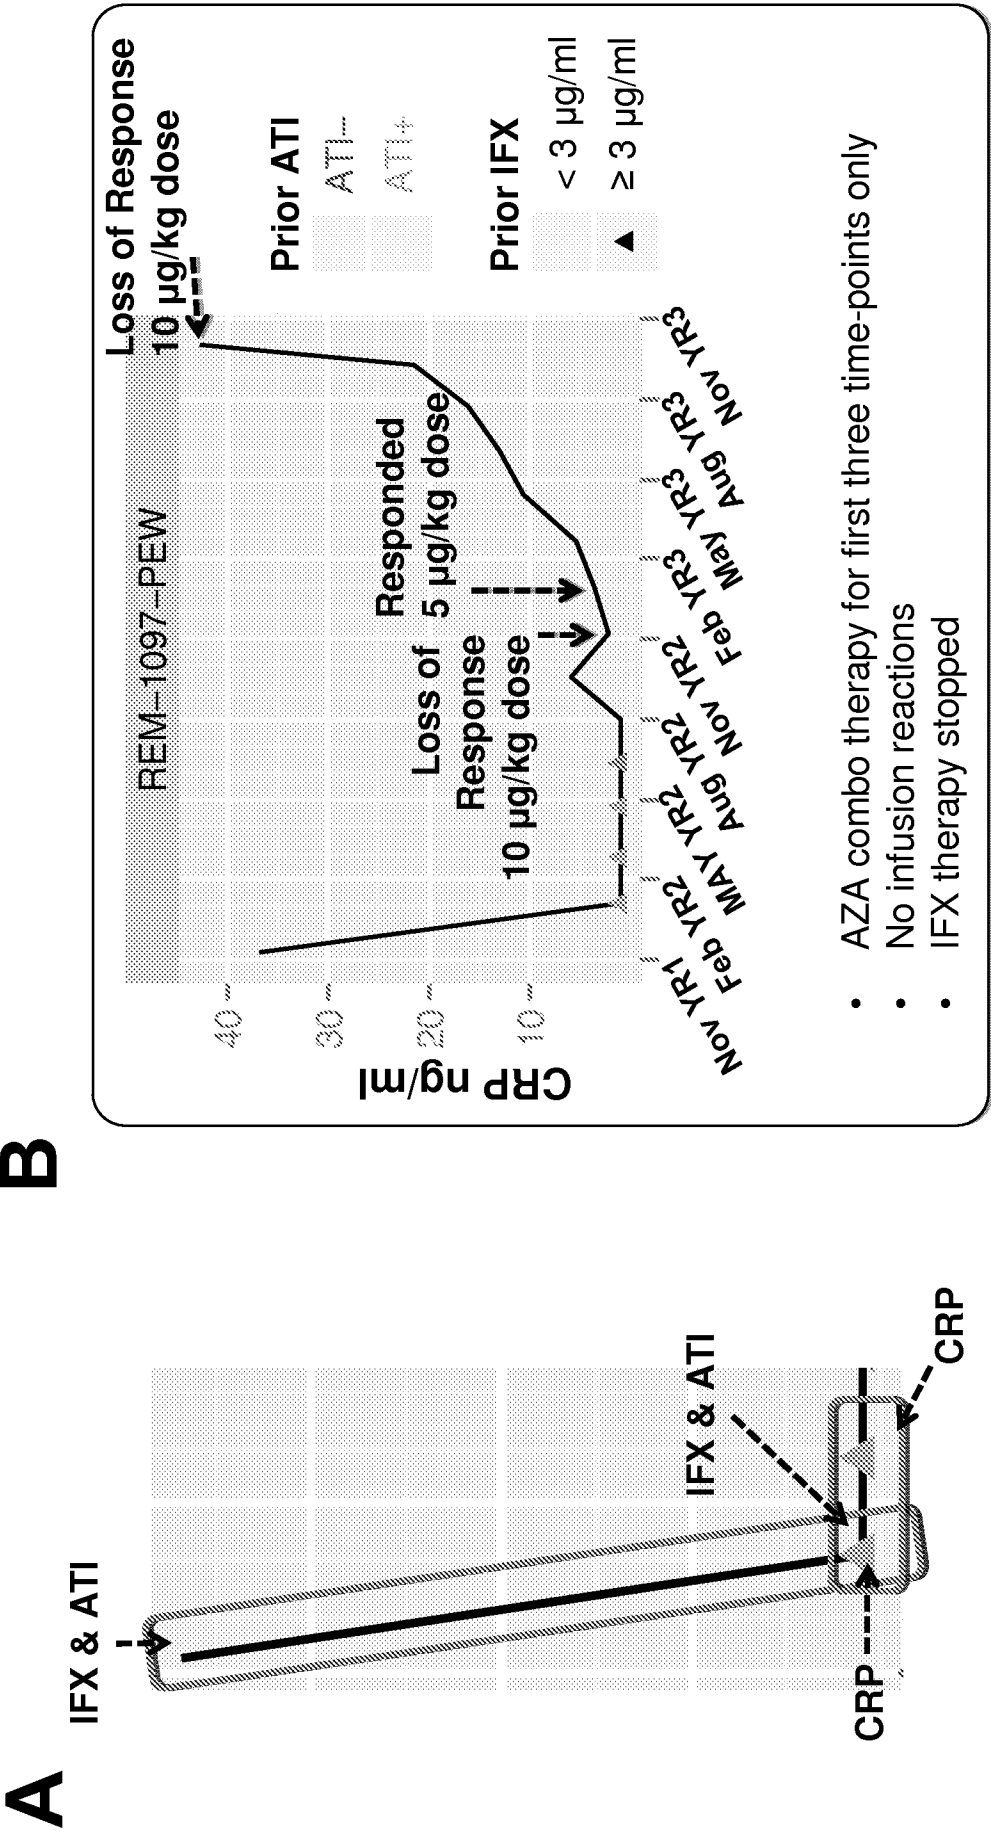 A
IFX & ATI
IFX & ATI
CRP
CRP
B
REM–1097–PEW
Loss of Response
10 µg/kg dose
Responded
5 µg/kg dose
Loss of
Response
10 µg/kg dose
CRP ng/ml
40
30
20
10
Nov YR1
Feb YR2
MAY YR2
Aug YR2
Nov YR2
Feb YR3
May YR3
Aug YR3
Nov YR3
Prior ATI
ATI–
ATI+
Prior IFX
< 3 µg/ml
≥ 3 µg/ml
• AZA combo therapy for first three time-points only
• No infusion reactions
• IFX therapy stopped